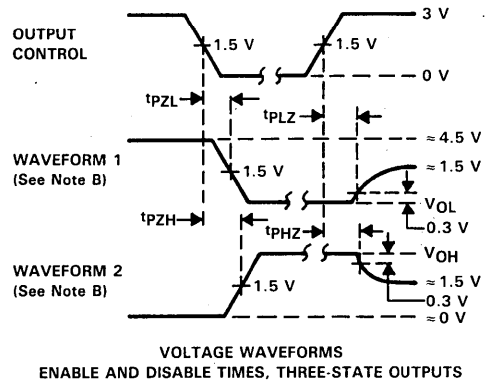 OUTPUT
CONTROL
3 V
1.5 V
1.5 V
0 V
tPZL
tPLZ
≈ 4.5 V
WAVEFORM 1
(See Note B)
1.5 V
≈ 1.5 V
VOL
0.3 V
tPZH
tPHZ
VOH
WAVEFORM 2
(See Note B)
1.5 V
≈ 1.5 V
0.3 V
≈ 0 V
VOLTAGE WAVEFORMS
ENABLE AND DISABLE TIMES, THREE-STATE OUTPUTS